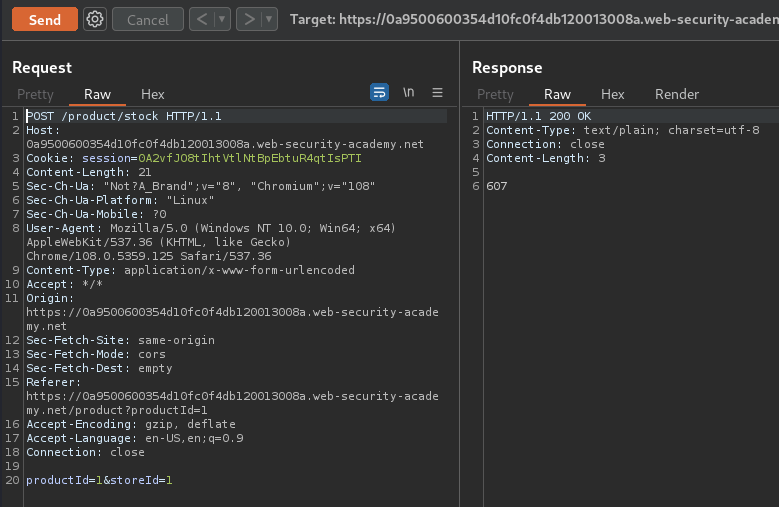 Send Cancel < > Target: https://0a9500600354d10fc0f4db120013008a.web-security-academ
Request Response
Pretty Raw Hex \n Pretty Raw Hex Render
1 POST /product/stock HTTP/1.1
2 Host:
0a9500600354d10fc0f4db120013008a.web-security-academy.net
3 Cookie: session=0A2vfJO8tIhtVtlNtBpEbtuR4qtIsPTI
4 Content-Length: 21
5 Sec-Ch-Ua: "Not?A_Brand";v="8", "Chromium";v="108"
6 Sec-Ch-Ua-Platform: "Linux"
7 Sec-Ch-Ua-Mobile: ?0
8 User-Agent: Mozilla/5.0 (Windows NT 10.0; Win64; x64)
AppleWebKit/537.36 (KHTML, like Gecko)
Chrome/108.0.5359.125 Safari/537.36
9 Content-Type: application/x-www-form-urlencoded
10 Accept: */*
11 Origin:
https://0a9500600354d10fc0f4db120013008a.web-security-acade
my.net
12 Sec-Fetch-Site: same-origin
13 Sec-Fetch-Mode: cors
14 Sec-Fetch-Dest: empty
15 Referer:
https://0a9500600354d10fc0f4db120013008a.web-security-acade
my.net/product?productId=1
16 Accept-Encoding: gzip, deflate
17 Accept-Language: en-US,en;q=0.9
18 Connection: close
19
20 productId=1&storeId=1
1 HTTP/1.1 200 OK
2 Content-Type: text/plain; charset=utf-8
3 Connection: close
4 Content-Length: 3
5
6 607